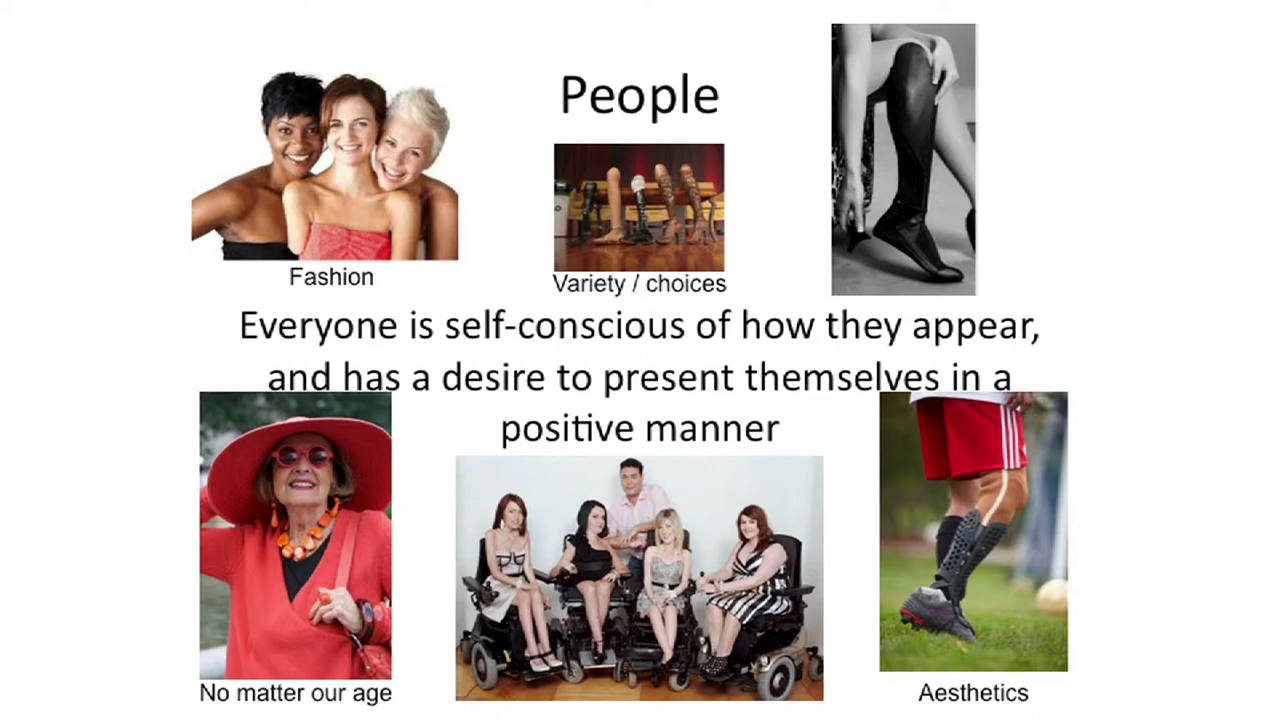 People
Fashion
Variety / choices
Everyone is self-conscious of how they appear,
and has a desire to present themselves in a
positive manner
No matter our age
Aesthetics